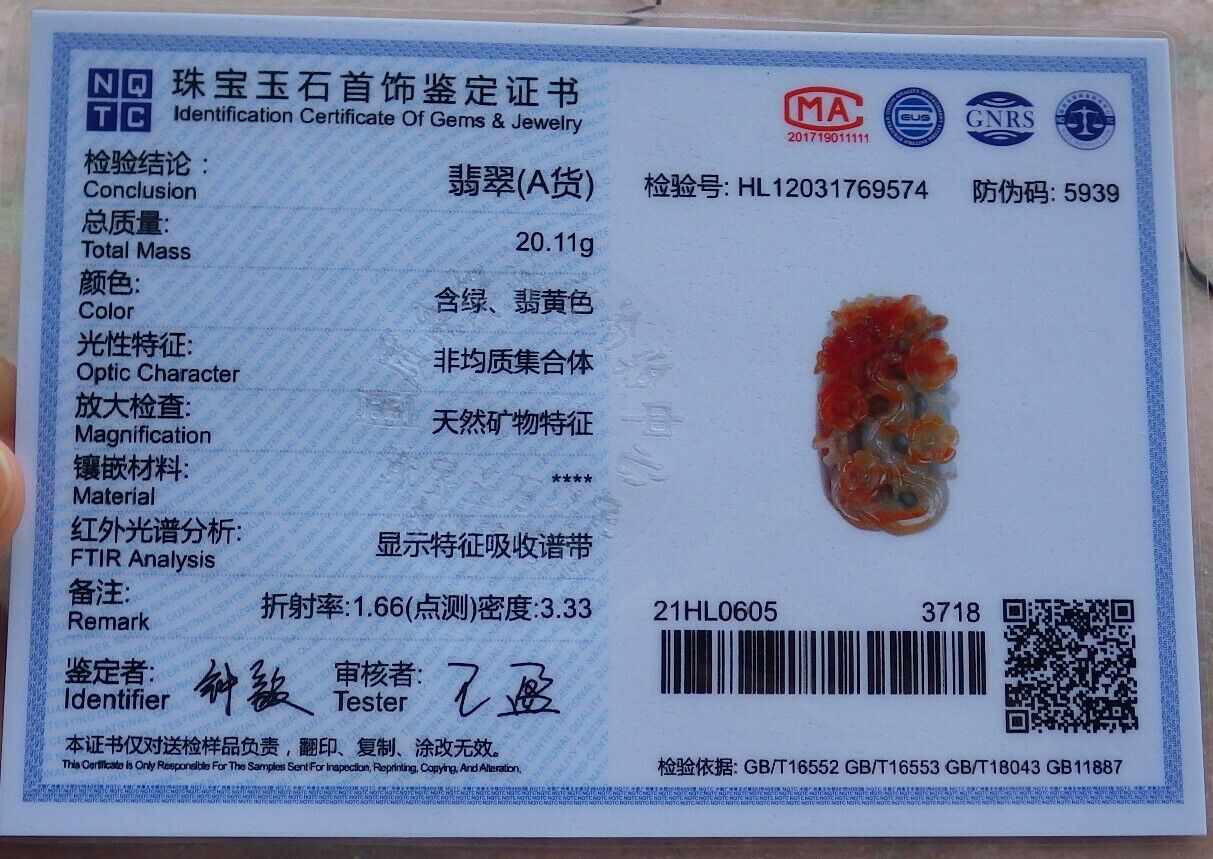 NQTC
珠宝玉石首饰鉴定证书
Identification Certificate Of Gems & Jewelry
检验结论:
Conclusion
翡翠(A货)
总质量:
Total Mass
20.11g
颜色:
Color
含绿、翡黄色
光性特征:
Optic Character
非均质集合体
放大检查:
Magnification
天然矿物特征
镶嵌材料:
Material
****
红外光谱分析:
FTIR Analysis
显示特征吸收谱带
备注:
Remark
折射率:1.66(点测)密度:3.33
鉴定者:
Identifier
审核者:
Tester
本证书仅对送检样品负责，翻印、复制、涂改无效。
This Certificate is Only Responsible For The Samples Sent For Inspection, Reprinting, Copying, And Alteration.
MA
201719011111
GNRS
检验号: HL12031769574 防伪码: 5939
21HL0605 3718
检验依据: GB/T16552 GB/T16553 GB/T18043 GB11887